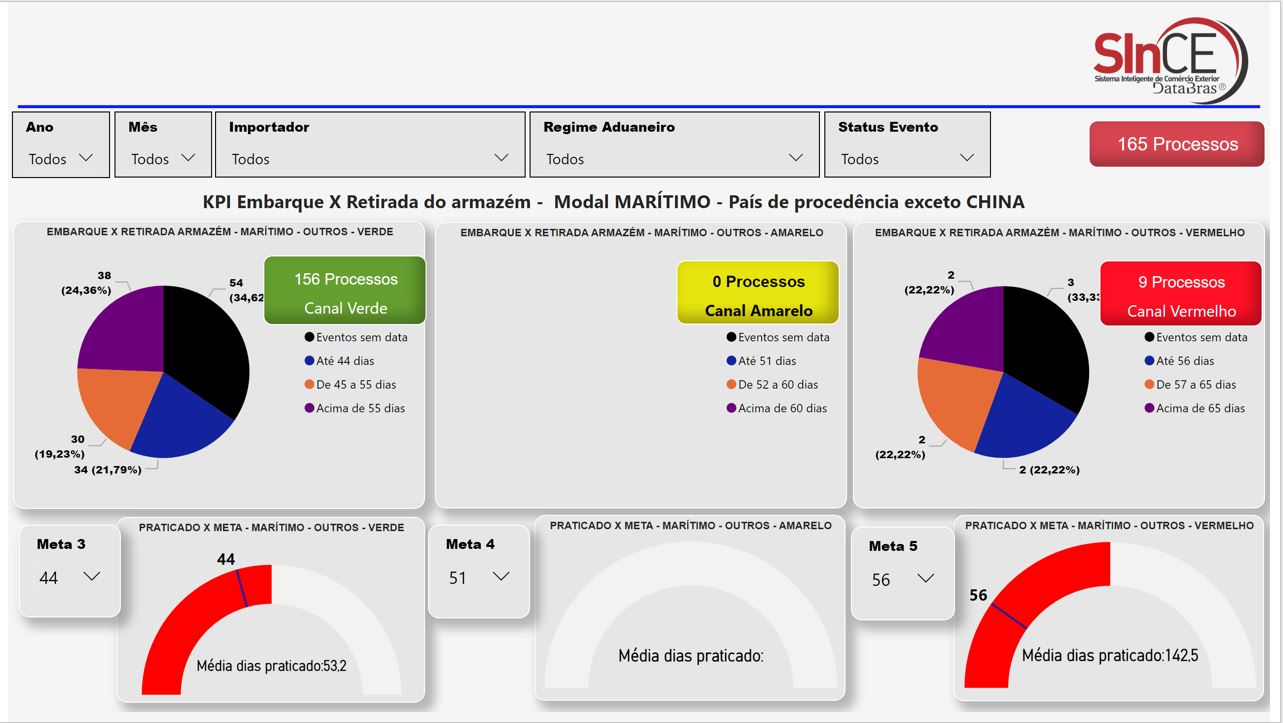 SInCE
Sistema Inteligente de Comércio Exterior
DataBras®
Ano
Todos
Mês
Todos
Importador
Todos
Regime Aduaneiro
Todos
Status Evento
Todos
165 Processos
KPI Embarque X Retirada do armazém - Modal MARÍTIMO - País de procedência exceto CHINA
EMBARQUE X RETIRADA ARMAZÉM - MARÍTIMO - OUTROS - VERDE
38
(24,36%)
54
(34,62
156 Processos
Canal Verde
Eventos sem data
Até 44 dias
De 45 a 55 dias
Acima de 55 dias
30
(19,23%)
34 (21,79%)
EMBARQUE X RETIRADA ARMAZÉM - MARÍTIMO - OUTROS - AMARELO
0 Processos
Canal Amarelo
Eventos sem data
Até 51 dias
De 52 a 60 dias
Acima de 60 dias
EMBARQUE X RETIRADA ARMAZÉM - MARÍTIMO - OUTROS - VERMELHO
2
(22,22%)
3
(33,33
9 Processos
Canal Vermelho
Eventos sem data
Até 56 dias
De 57 a 65 dias
Acima de 65 dias
2
(22,22%)
2 (22,22%)
Meta 3
44
PRATICADO X META - MARÍTIMO - OUTROS - VERDE
44
Média dias praticado:53,2
Meta 4
51
PRATICADO X META - MARÍTIMO - OUTROS - AMARELO
Média dias praticado:
Meta 5
56
PRATICADO X META - MARÍTIMO - OUTROS - VERMELHO
56
Média dias praticado:142,5